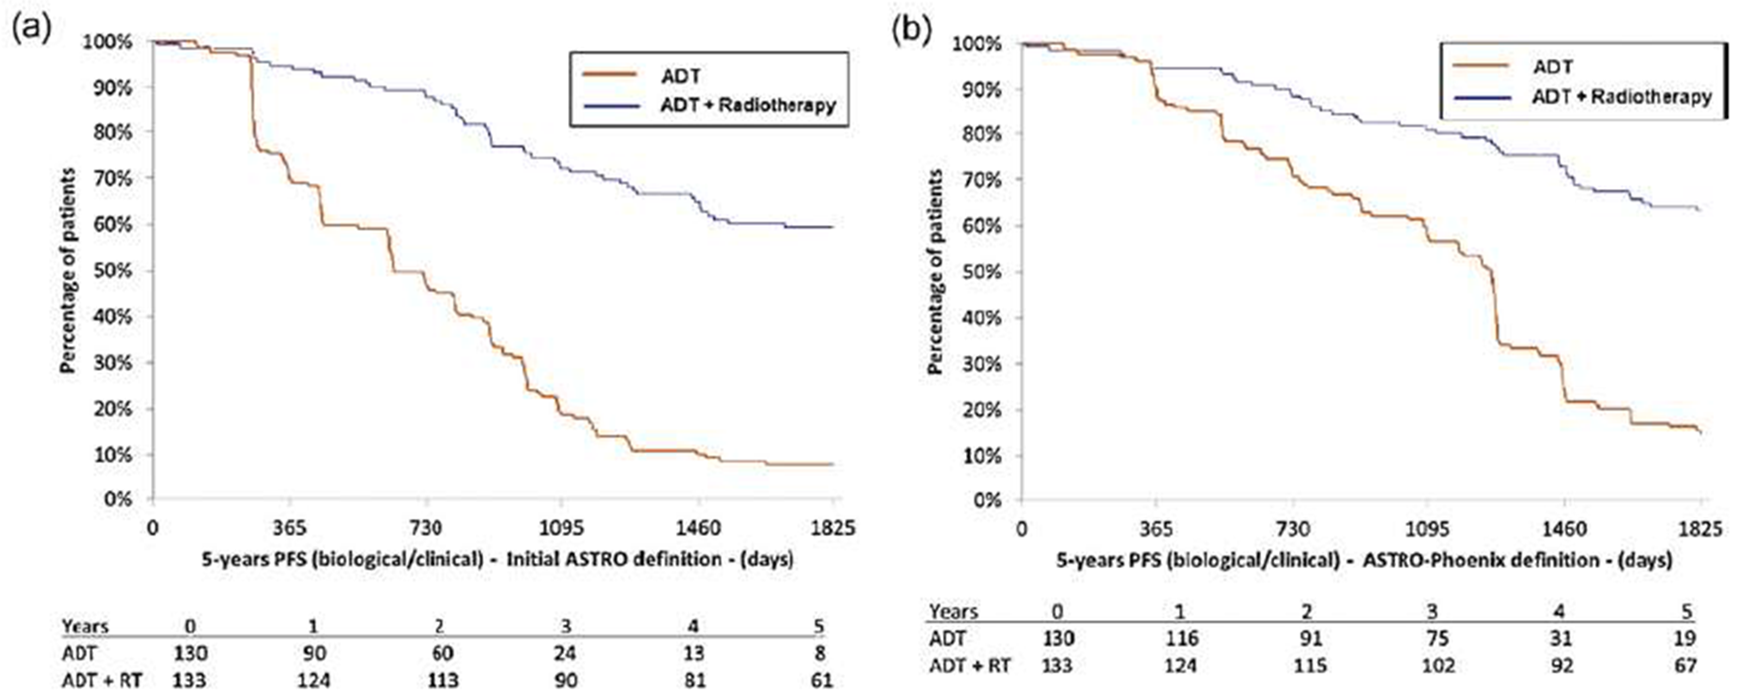 (a)
100%
90%
80%
70%
60%
50%
40%
30%
20%
10%
0%
Percentage of patients
ADT
ADT + Radiotherapy
0 365 730 1095 1460 1825
5-years PFS (biological/clinical) - Initial ASTRO definition - (days)
Years 0 1 2 3 4 5
ADT 130 90 60 24 13 8
ADT + RT 133 124 113 90 81 61
(b)
100%
90%
80%
70%
60%
50%
40%
30%
20%
10%
0%
Percentage of patients
ADT
ADT + Radiotherapy
0 365 730 1095 1460 1825
5-years PFS (biological/clinical) - ASTRO-Phoenix definition - (days)
Years 0 1 2 3 4 5
ADT 130 116 91 75 31 19
ADT + RT 133 124 115 102 92 67